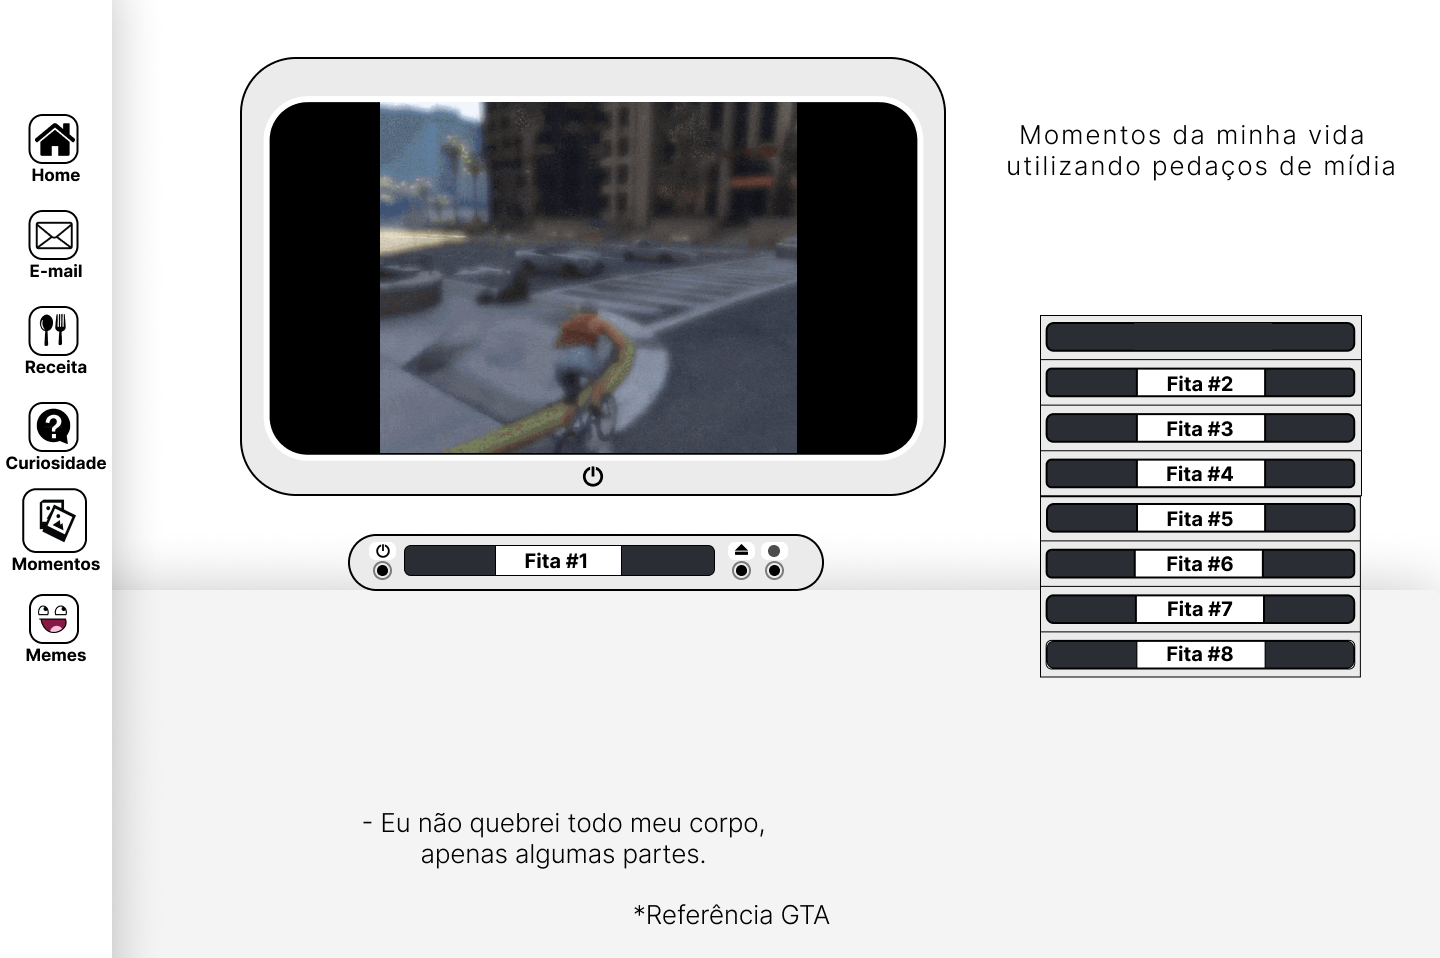 Home
E-mail
Receita
Curiosidade
Momentos
Memes
Momentos da minha vida
utilizando pedaços de mídia
Fita #2
Fita #3
Fita #4
Fita #5
Fita #6
Fita #7
Fita #8
Fita #1
- Eu não quebrei todo meu corpo,
apenas algumas partes.
*Referência GTA